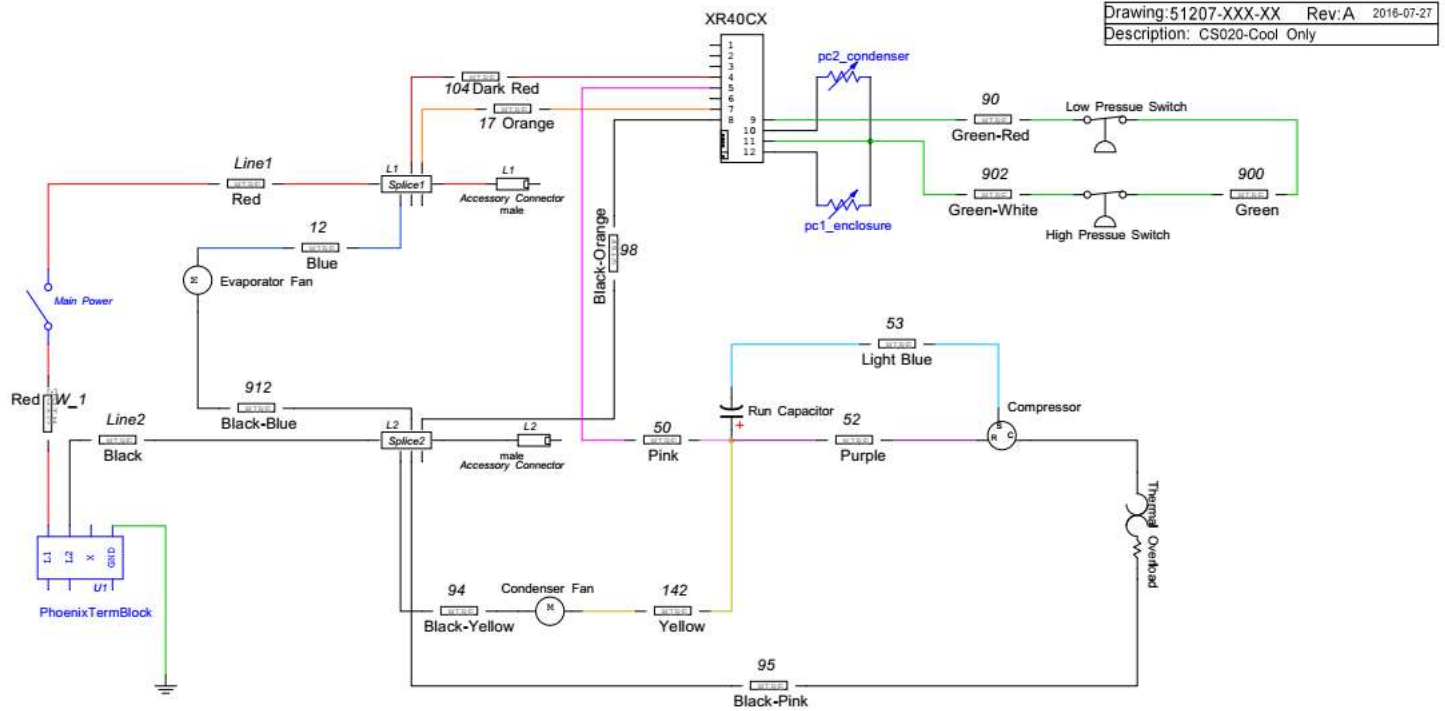 Drawing:51207-XXX-XX Rev:A 2016-07-27
Description: CS020-Cool Only
XR40CX
1
2
3
4
5
6
7
8
9
10
11
12
pc2_condenser
pc1_enclosure
104 Dark Red
17 Orange
90
Green-Red
Low Pressue Switch
902
Green-White
High Pressue Switch
900
Green
Line1
Red
L1
Splice1
L1
Accessory Connector
male
12
Blue
Evaporator Fan
M
Main Power
Black-Orange
98
53
Light Blue
Red W_1
912
Black-Blue
Line2
Black
L2
Splice2
L2
male
Accessory Connector
50
Pink
Run Capacitor
+
52
Purple
Compressor
S
R C
Thermal Overload
L1
L2
X
GND
U1
PhoenixTermBlock
94
Black-Yellow
Condenser Fan
M
142
Yellow
95
Black-Pink